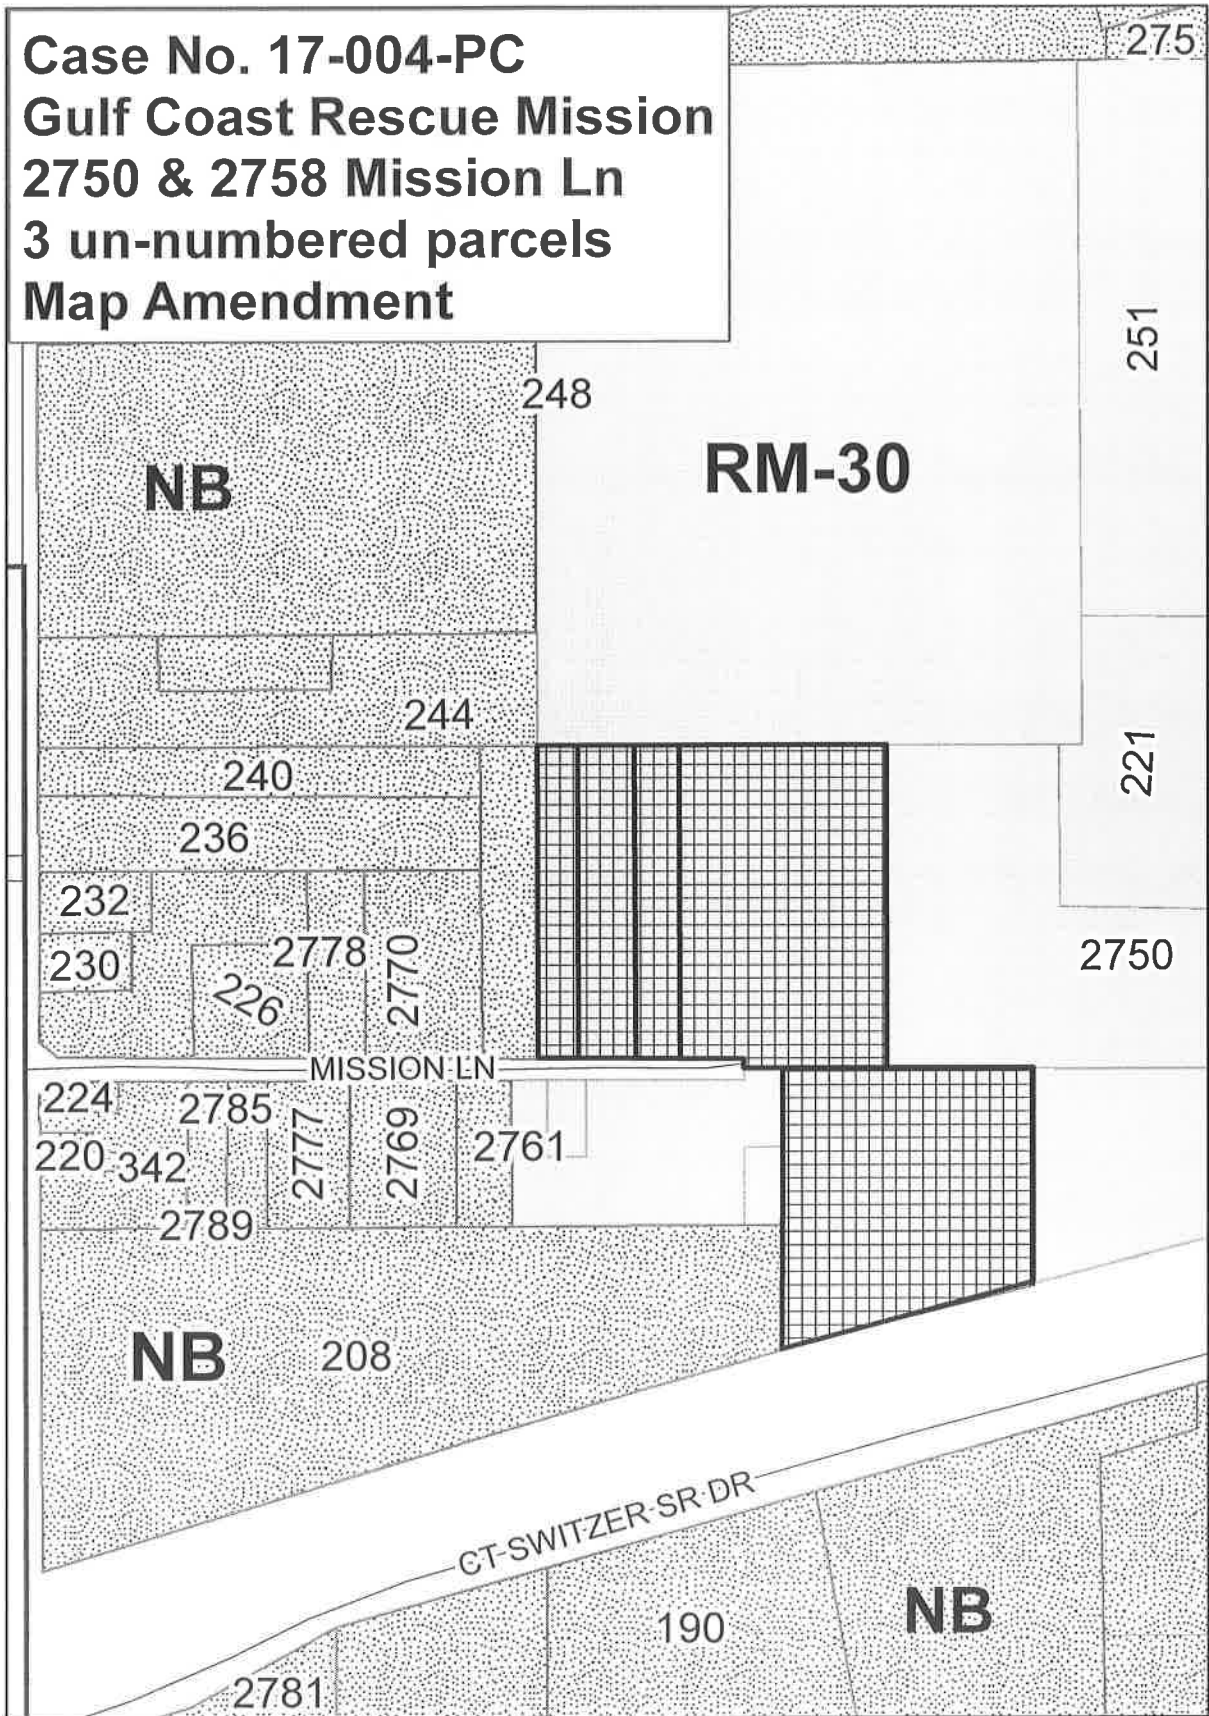 Case No. 17-004-PC
Gulf Coast Rescue Mission
2750 & 2758 Mission Ln
3 un-numbered parcels
Map Amendment
275
251
248
NB
RM-30
244
221
240
236
232
230
226
2778
2770
2750
MISSION LN
224
2785
2777
2769
2761
220
342
2789
NB
208
CT SWITZER SR DR
190
NB
2781